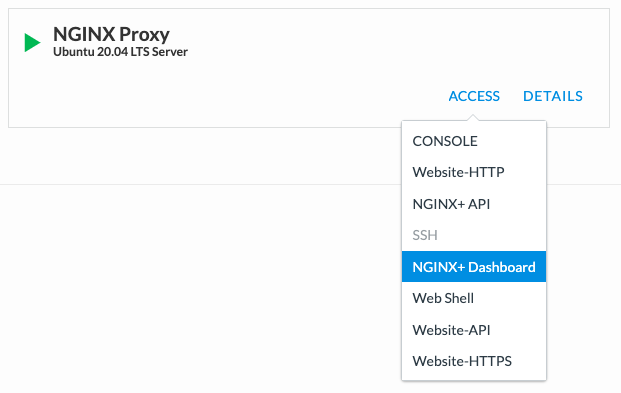 NGINX Proxy
Ubuntu 20.04 LTS Server
ACCESS DETAILS
CONSOLE
Website-HTTP
NGINX+ API
SSH
NGINX+ Dashboard
Web Shell
Website-API
Website-HTTPS